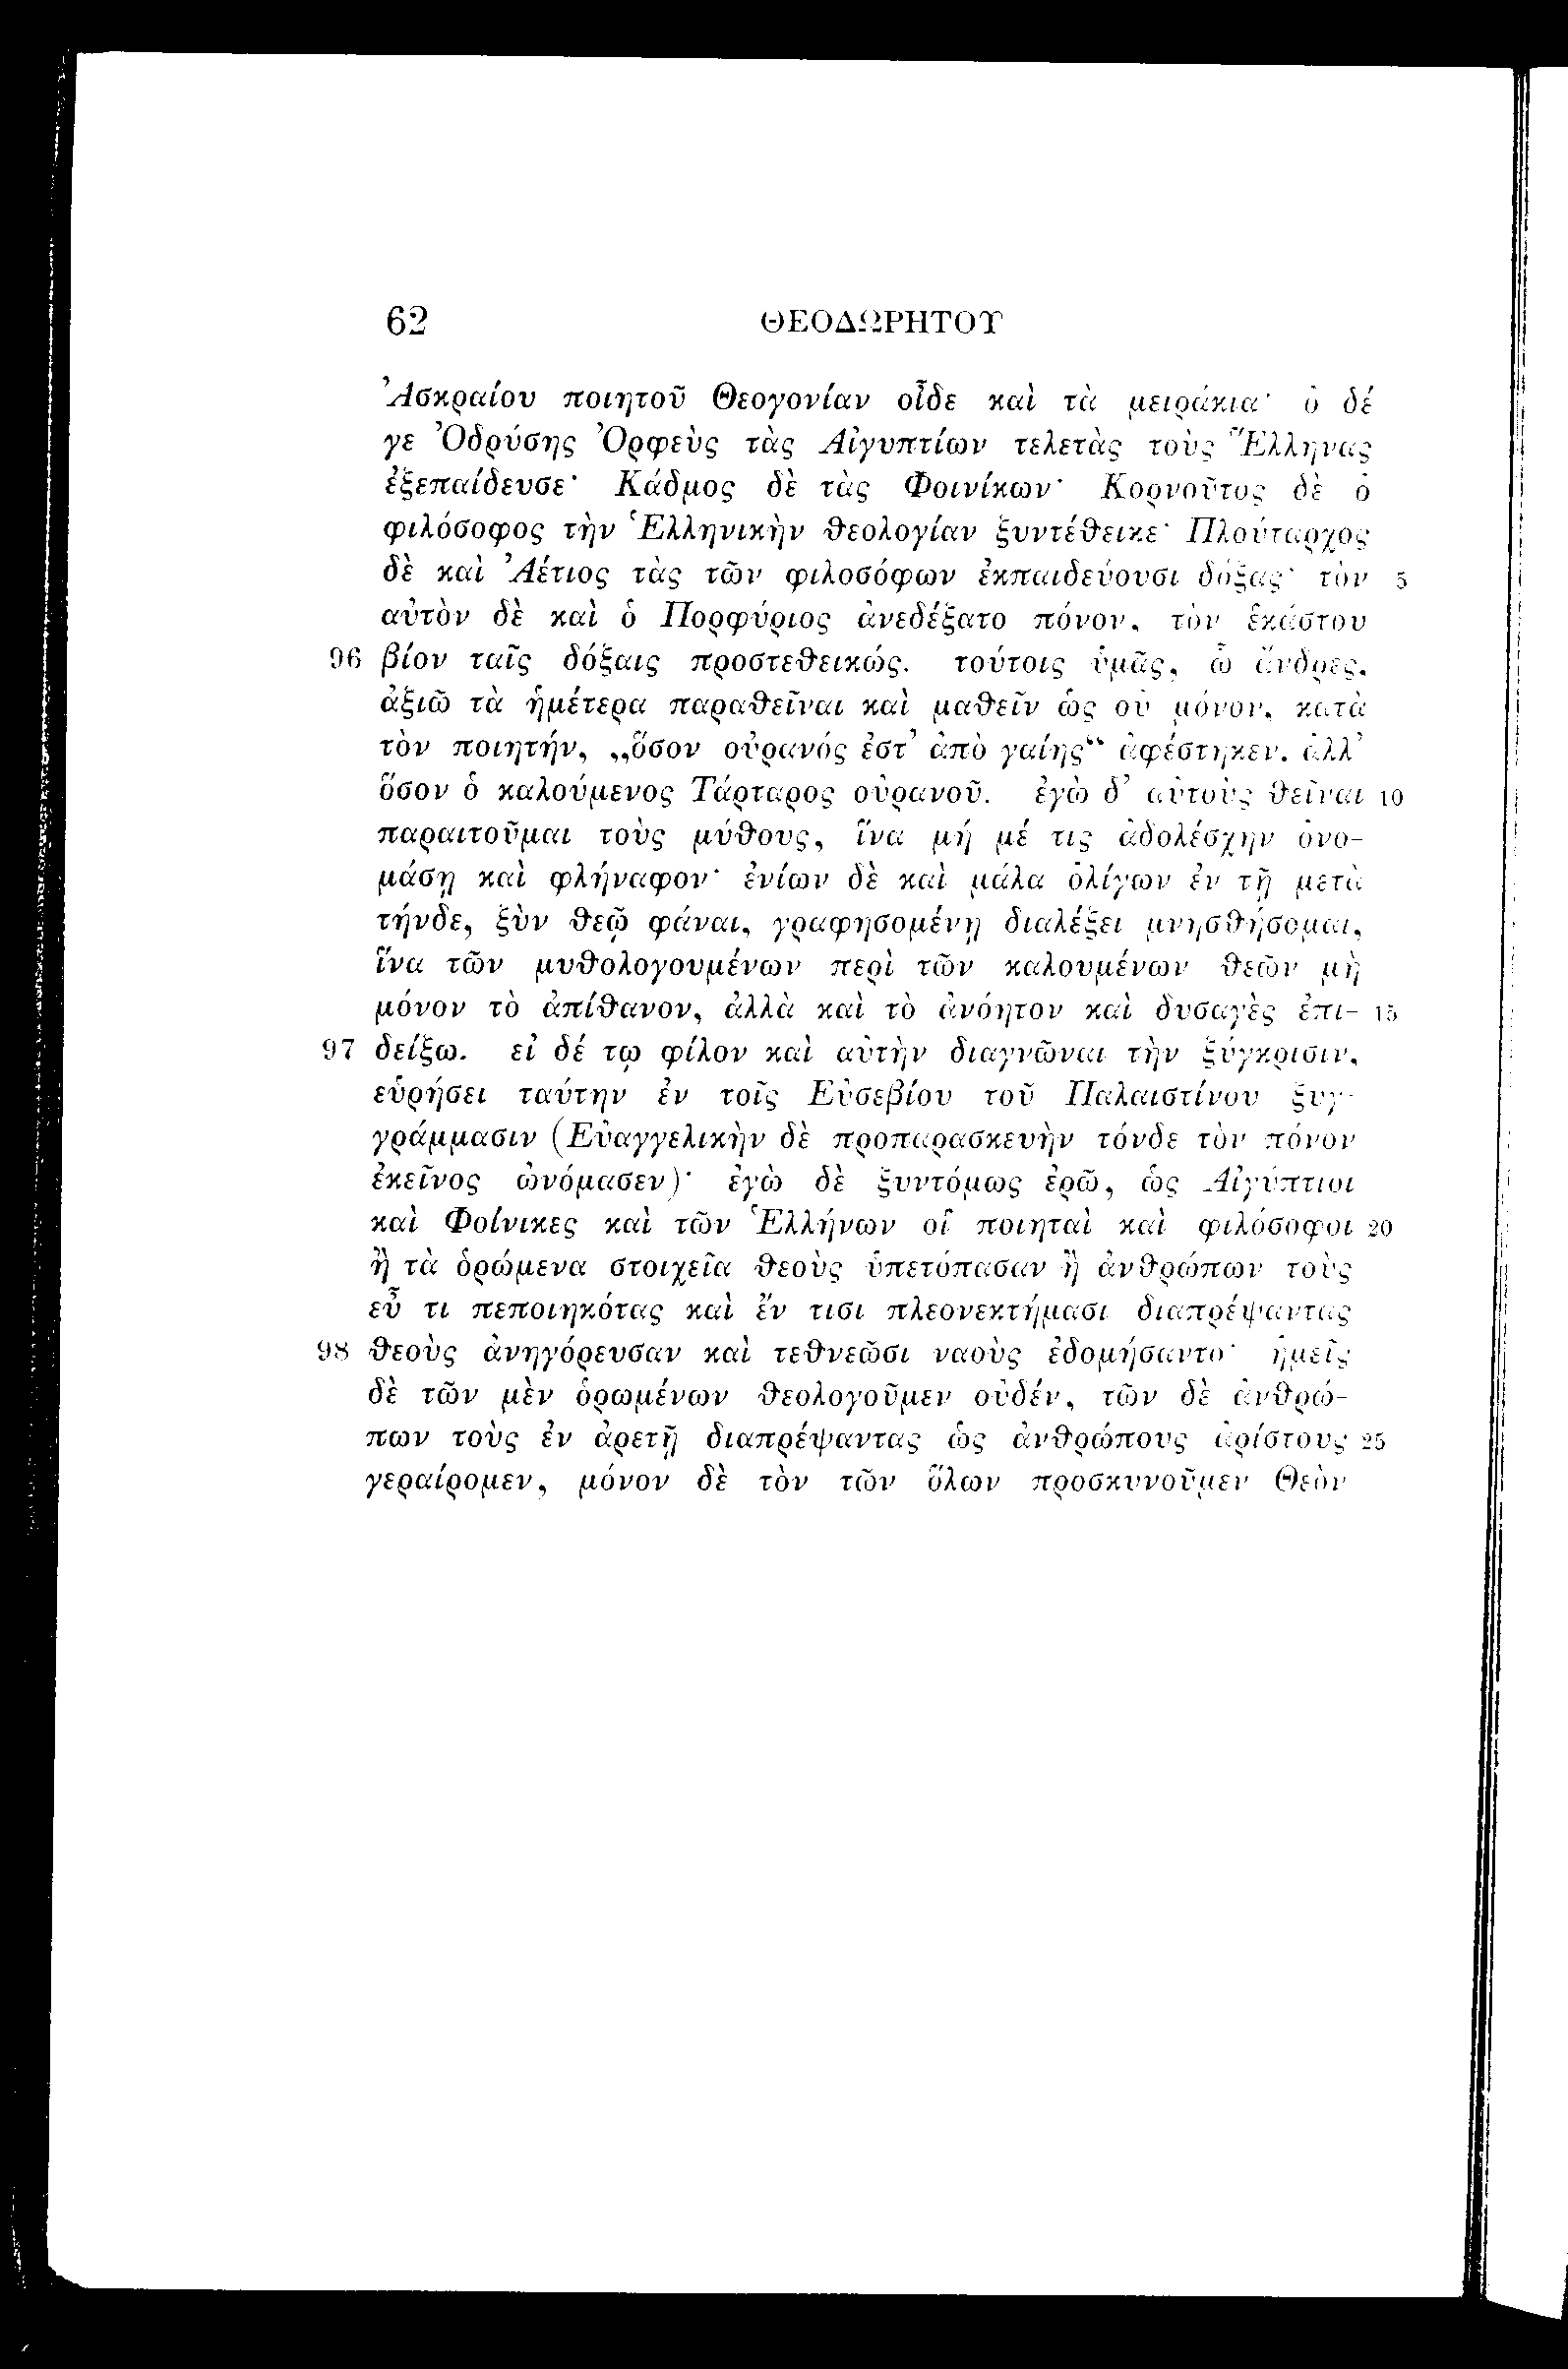 62 ΘΕΟΔΩΡΗΤΟΥ
Ἀσκραίου ποιητοῦ Θεογονίαν οἶδε καὶ τὰ μειράκια· ὁ δέ
γε Ὀδρύσης Ὀρφεὺς τὰς Αἰγυπτίων τελετὰς τοὺς Ἕλληνας
ἐξεπαίδευσε· Κάδμος δὲ τὰς Φοινίκων· Κορνοῦτος δὲ ὁ
φιλόσοφος τὴν Ἑλληνικὴν θεολογίαν ξυντέθεικε· Πλούταρχος
δὲ καὶ Ἀέτιος τὰς τῶν φιλοσόφων ἐκπαιδεύουσι δόξας· τὸν 5
αὐτὸν δὲ καὶ ὁ Πορφύριος ἀνεδέξατο πόνον, τὸν ἑκάστου
96 βίον ταῖς δόξαις προστεθεικώς. τούτοις ὑμᾶς, ὦ ἄνδρες,
ἀξιῶ τὰ ἡμέτερα παραθεῖναι καὶ μαθεῖν ὡς οὐ μόνον, κατὰ
τὸν ποιητήν, „ὅσον οὐρανός ἐστ’ ἀπὸ γαίης“ ἀφέστηκεν, ἀλλ’
ὅσον ὁ καλούμενος Τάρταρος οὐρανοῦ. ἐγὼ δ’ αὐτοὺς θεῖναι 10
παραιτοῦμαι τοὺς μύθους, ἵνα μή μέ τις ἀδολέσχην ὀνο-
μάσῃ καὶ φλήναφον· ἐνίων δὲ καὶ μάλα ὀλίγων ἐν τῇ μετὰ
τήνδε, ξὺν θεῷ φάναι, γραφησομένῃ διαλέξει μνησθήσομαι,
ἵνα τῶν μυθολογουμένων περὶ τῶν καλουμένων θεῶν μὴ
μόνον τὸ ἀπίθανον, ἀλλὰ καὶ τὸ ἀνόητον καὶ δυσαγὲς ἐπι- 15
97 δείξω. εἰ δέ τῳ φίλον καὶ αὐτὴν διαγνῶναι τὴν ξύγκρισιν,
εὑρήσει ταύτην ἐν τοῖς Εὐσεβίου τοῦ Παλαιστίνου ξυγ-
γράμμασιν (Εὐαγγελικὴν δὲ προπαρασκευὴν τόνδε τὸν πόνον
ἐκεῖνος ὠνόμασεν)· ἐγὼ δὲ ξυντόμως ἐρῶ, ὡς Αἰγύπτιοι
καὶ Φοίνικες καὶ τῶν Ἑλλήνων οἱ ποιηταὶ καὶ φιλόσοφοι 20
ἢ τὰ ὁρώμενα στοιχεῖα θεοὺς ὑπετόπασαν ἢ ἀνθρώπων τοὺς
εὖ τι πεποιηκότας καὶ ἔν τισι πλεονεκτήμασι διαπρέψαντας
98 θεοὺς ἀνηγόρευσαν καὶ τεθνεῶσι ναοὺς ἐδομήσαντο· ἡμεῖς
δὲ τῶν μὲν ὁρωμένων θεολογοῦμεν οὐδέν, τῶν δὲ ἀνθρώ-
πων τοὺς ἐν ἀρετῇ διαπρέψαντας ὡς ἀνθρώπους ἀρίστους 25
γεραίρομεν, μόνον δὲ τὸν τῶν ὅλων προσκυνοῦμεν Θεὸν